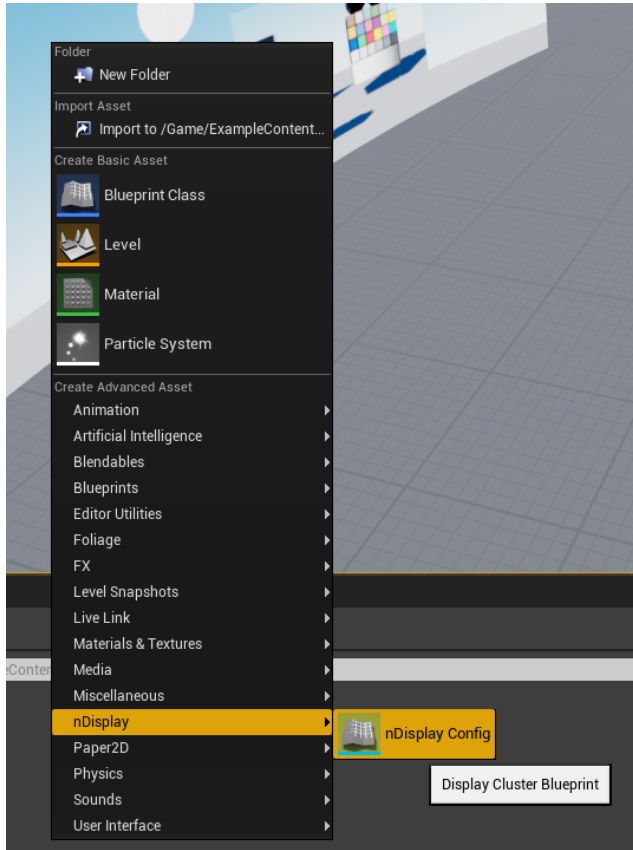 Folder
New Folder
Import Asset
Import to /Game/ExampleContent...
Create Basic Asset
Blueprint Class
Level
Material
Particle System
Create Advanced Asset
Animation
Artificial Intelligence
Blendables
Blueprints
Editor Utilities
Foliage
FX
Level Snapshots
Live Link
Materials & Textures
Media
Miscellaneous
nDisplay
nDisplay Config
Paper2D
Physics
Display Cluster Blueprint
Sounds
User Interface